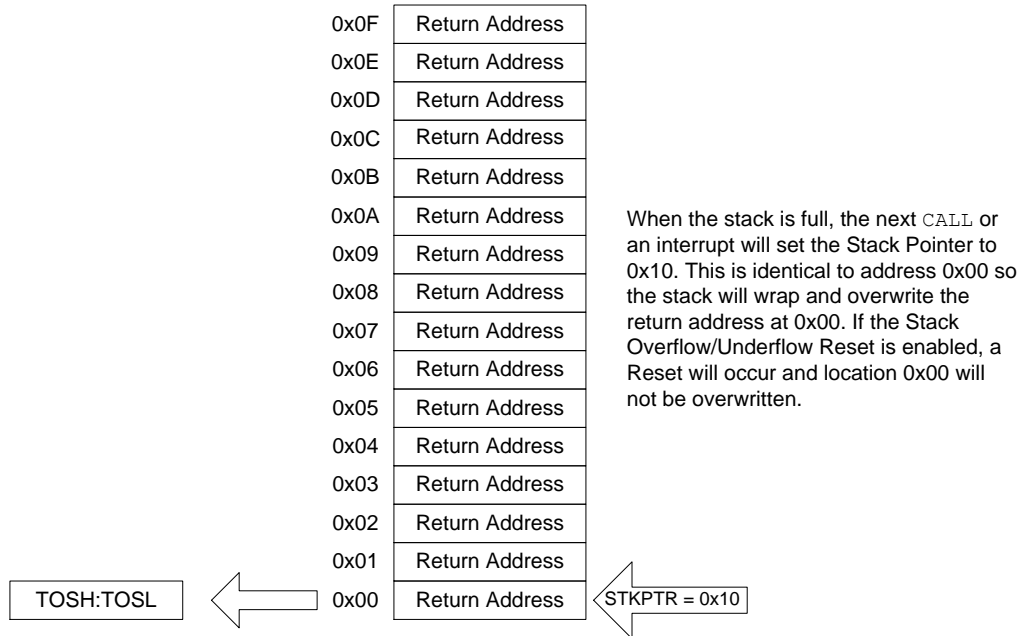 0x0F Return Address
0x0E Return Address
0x0D Return Address
0x0C Return Address
0x0B Return Address
0x0A Return Address
0x09 Return Address
0x08 Return Address
0x07 Return Address
0x06 Return Address
0x05 Return Address
0x04 Return Address
0x03 Return Address
0x02 Return Address
0x01 Return Address
TOSH:TOSL 0x00 Return Address STKPTR = 0x10
When the stack is full, the next CALL or
an interrupt will set the Stack Pointer to
0x10. This is identical to address 0x00 so
the stack will wrap and overwrite the
return address at 0x00. If the Stack
Overflow/Underflow Reset is enabled, a
Reset will occur and location 0x00 will
not be overwritten.